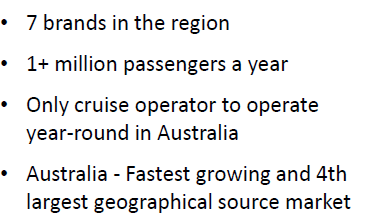 • 7 brands in the region
• 1+ million passengers a year
• Only cruise operator to operate
year-round in Australia
• Australia - Fastest growing and 4th
largest geographical source market